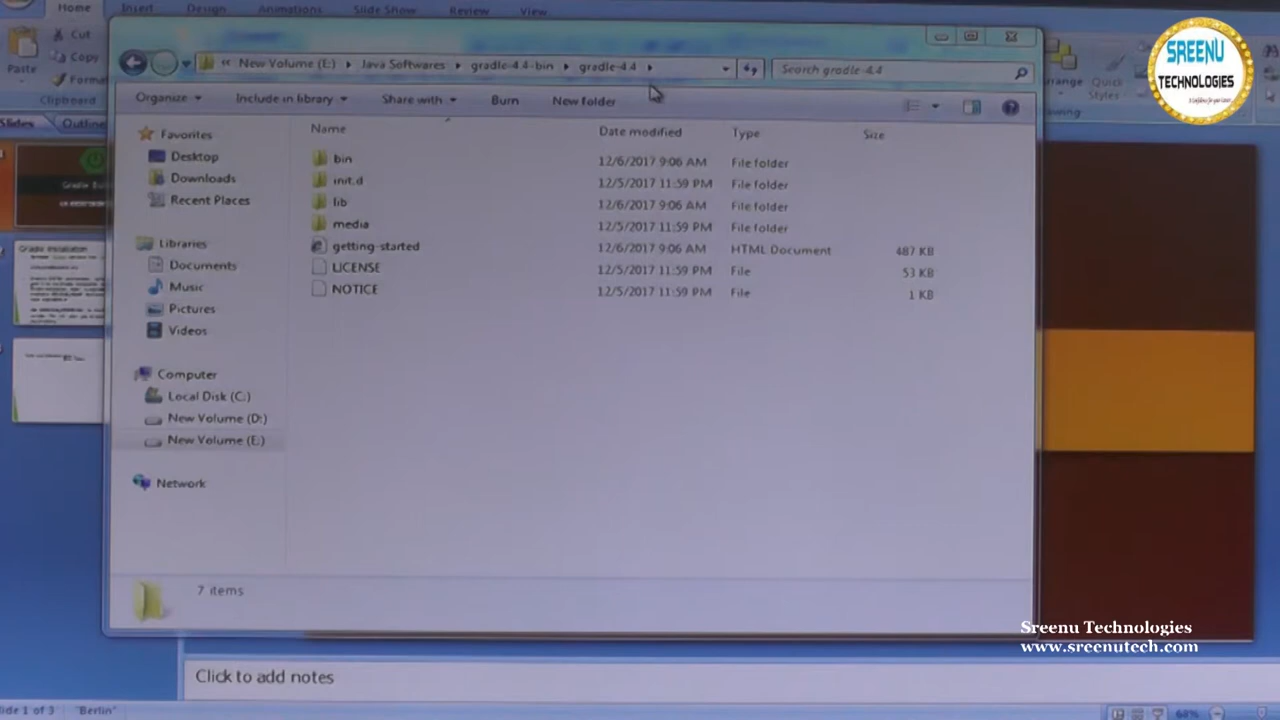 Home Insert Design Animations Slide Show Review View
Cut
Copy
Paste
Clipboard
Slides
« New Volume (E:) Java Softwares gradle-4.4-bin gradle-4.4
Search gradle-4.4
Organize Include in library Share with Burn New folder
Favorites
Desktop
Downloads
Recent Places
Libraries
Documents
Music
Pictures
Videos
Computer
Local Disk (C:)
New Volume (D:)
New Volume (E:)
Network
Name Date modified Type Size
bin 12/6/2017 9:06 AM File folder
init.d 12/5/2017 11:59 PM File folder
lib 12/6/2017 9:06 AM File folder
media 12/5/2017 11:59 PM File folder
getting-started 12/6/2017 9:06 AM HTML Document 487 KB
LICENSE 12/5/2017 11:59 PM File 53 KB
NOTICE 12/5/2017 11:59 PM File 1 KB
7 items
Quick
Styles
SREENU
TECHNOLOGIES
Gradle Installation
Sreenu Technologies
www.sreenutech.com
Click to add notes
lide 1 of 3 "Berlin" 68%